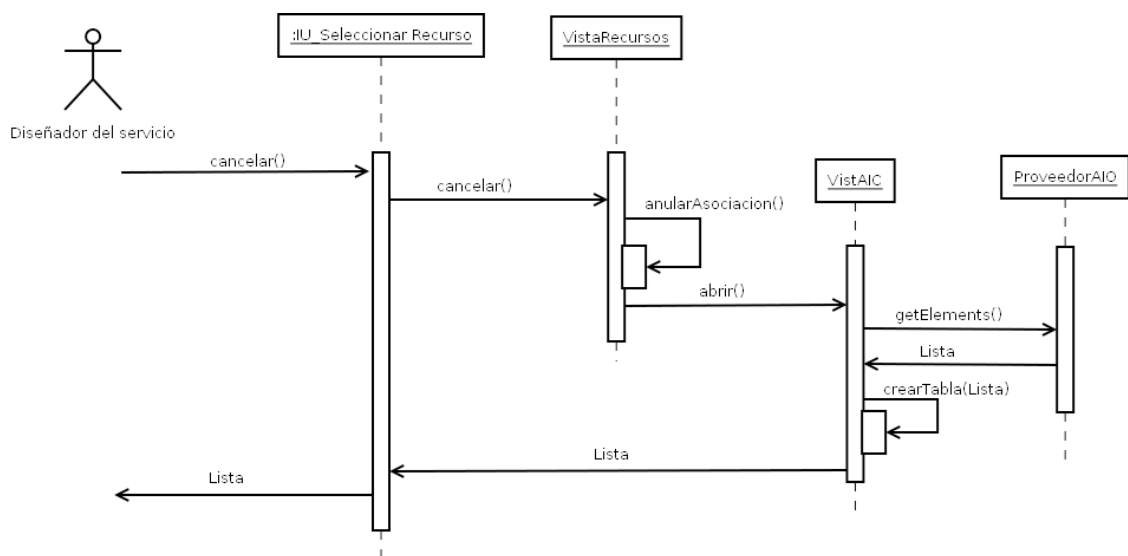 :IU_Seleccionar Recurso
VistaRecursos
Diseñador del servicio
cancelar()
cancelar()
VistAIC
ProveedorAIO
anularAsociacion()
abrir()
getElements()
Lista
crearTabla(Lista)
Lista
Lista